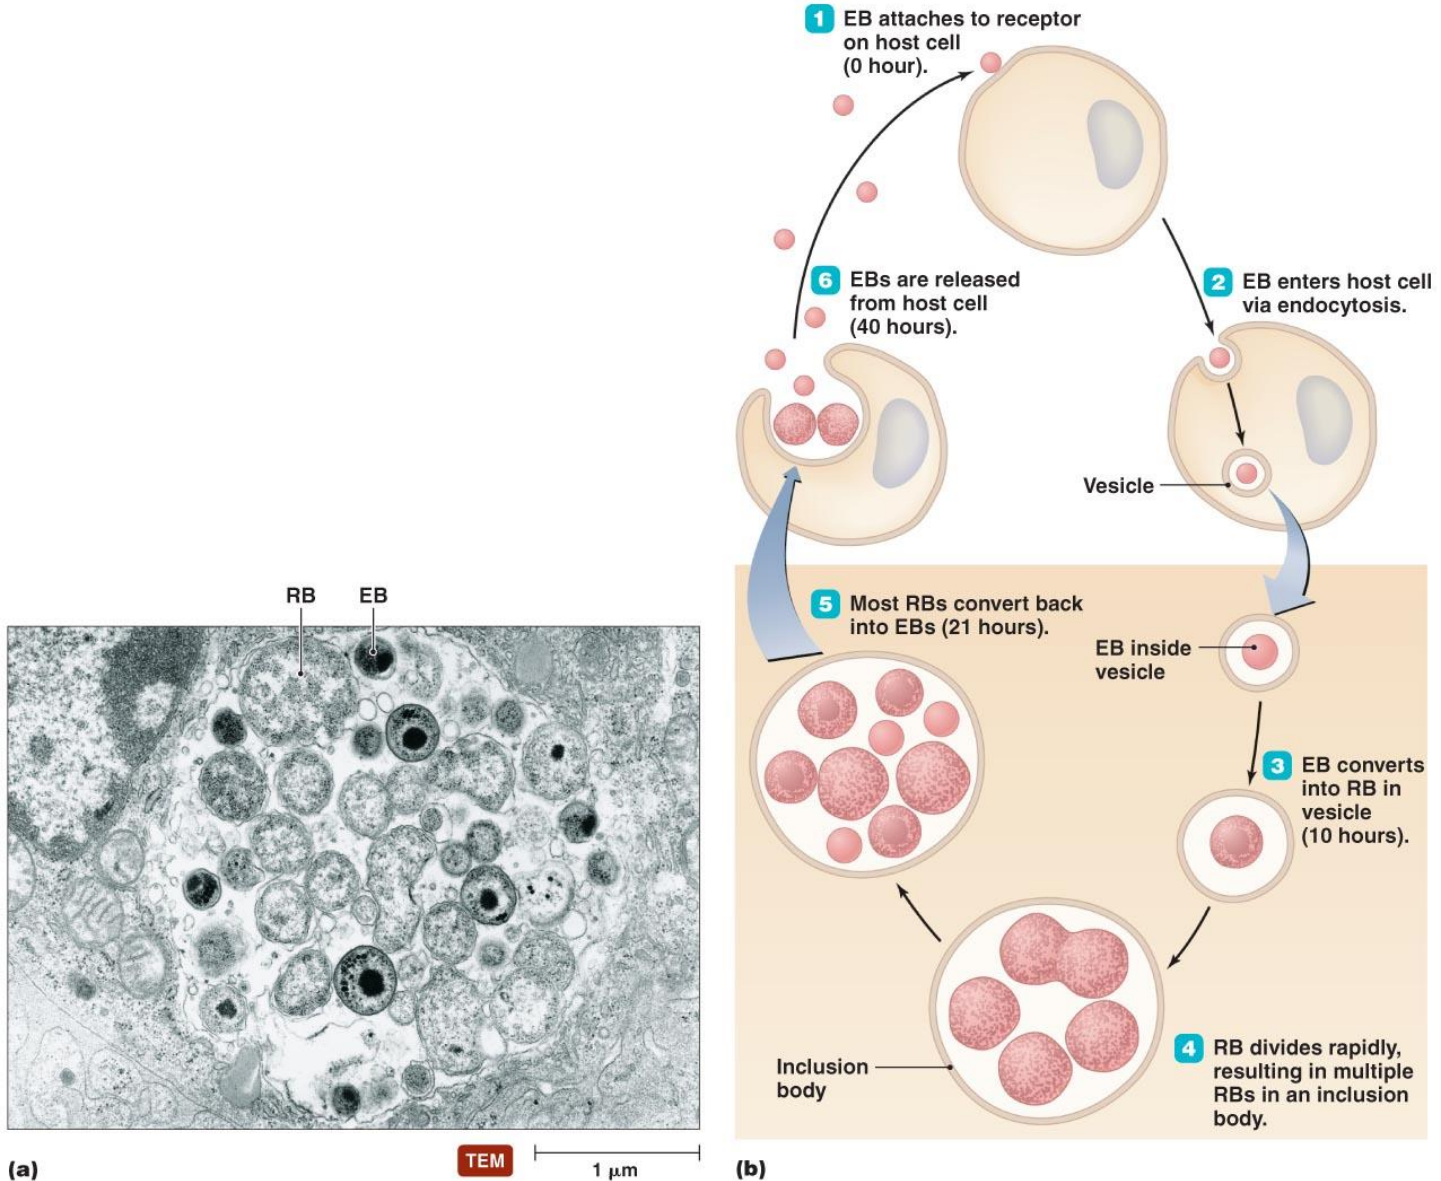 1 EB attaches to receptor
on host cell
(0 hour).
6 EBs are released
from host cell
(40 hours).
2 EB enters host cell
via endocytosis.
Vesicle
RB
EB
5 Most RBs convert back
into EBs (21 hours).
EB inside
vesicle
3 EB converts
into RB in
vesicle
(10 hours).
Inclusion
body
4 RB divides rapidly,
resulting in multiple
RBs in an inclusion
body.
(a)
TEM
1 μm
(b)